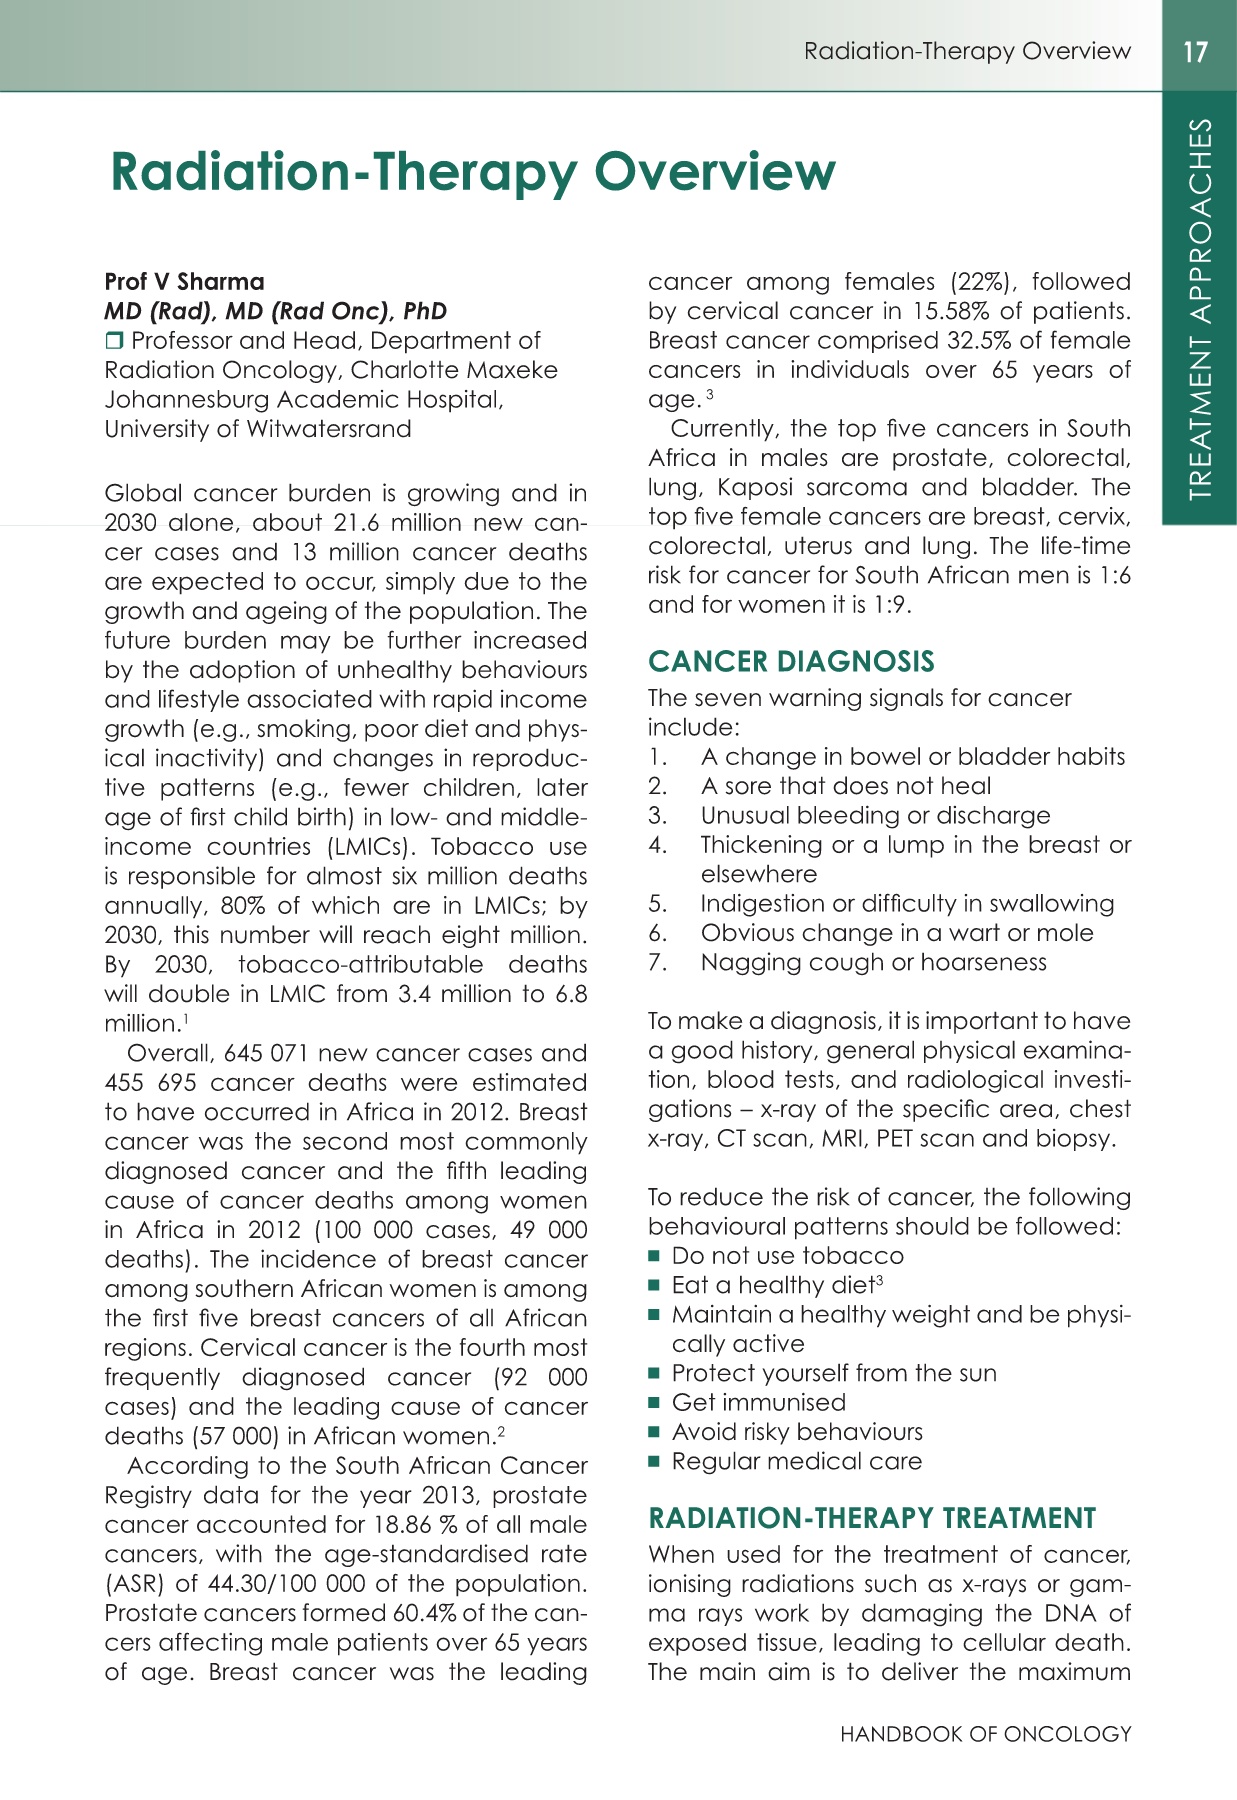 Radiation-Therapy Overview
17
TREATMENT APPROACHES
Radiation-Therapy Overview
Prof V Sharma
MD (Rad), MD (Rad Onc), PhD
❒ Professor and Head, Department of
Radiation Oncology, Charlotte Maxeke
Johannesburg Academic Hospital,
University of Witwatersrand
Global cancer burden is growing and in
2030 alone, about 21.6 million new can-
cer cases and 13 million cancer deaths
are expected to occur, simply due to the
growth and ageing of the population. The
future burden may be further increased
by the adoption of unhealthy behaviours
and lifestyle associated with rapid income
growth (e.g., smoking, poor diet and phys-
ical inactivity) and changes in reproduc-
tive patterns (e.g., fewer children, later
age of first child birth) in low- and middle-
income countries (LMICs). Tobacco use
is responsible for almost six million deaths
annually, 80% of which are in LMICs; by
2030, this number will reach eight million.
By 2030, tobacco-attributable deaths
will double in LMIC from 3.4 million to 6.8
million.1
Overall, 645 071 new cancer cases and
455 695 cancer deaths were estimated
to have occurred in Africa in 2012. Breast
cancer was the second most commonly
diagnosed cancer and the fifth leading
cause of cancer deaths among women
in Africa in 2012 (100 000 cases, 49 000
deaths). The incidence of breast cancer
among southern African women is among
the first five breast cancers of all African
regions. Cervical cancer is the fourth most
frequently diagnosed cancer (92 000
cases) and the leading cause of cancer
deaths (57 000) in African women.2
According to the South African Cancer
Registry data for the year 2013, prostate
cancer accounted for 18.86 % of all male
cancers, with the age-standardised rate
(ASR) of 44.30/100 000 of the population.
Prostate cancers formed 60.4% of the can-
cers affecting male patients over 65 years
of age. Breast cancer was the leading
cancer among females (22%), followed
by cervical cancer in 15.58% of patients.
Breast cancer comprised 32.5% of female
cancers in individuals over 65 years of
age. 3
Currently, the top five cancers in South
Africa in males are prostate, colorectal,
lung, Kaposi sarcoma and bladder. The
top five female cancers are breast, cervix,
colorectal, uterus and lung. The life-time
risk for cancer for South African men is 1:6
and for women it is 1:9.
CANCER DIAGNOSIS
The seven warning signals for cancer
include:
1. A change in bowel or bladder habits
2. A sore that does not heal
3. Unusual bleeding or discharge
4. Thickening or a lump in the breast or
elsewhere
5. Indigestion or difficulty in swallowing
6. Obvious change in a wart or mole
7. Nagging cough or hoarseness
To make a diagnosis, it is important to have
a good history, general physical examina-
tion, blood tests, and radiological investi-
gations – x-ray of the specific area, chest
x-ray, CT scan, MRI, PET scan and biopsy.
To reduce the risk of cancer, the following
behavioural patterns should be followed:
■ Do not use tobacco
■ Eat a healthy diet3
■ Maintain a healthy weight and be physi-
cally active
■ Protect yourself from the sun
■ Get immunised
■ Avoid risky behaviours
■ Regular medical care
RADIATION-THERAPY TREATMENT
When used for the treatment of cancer,
ionising radiations such as x-rays or gam-
ma rays work by damaging the DNA of
exposed tissue, leading to cellular death.
The main aim is to deliver the maximum
HANDBOOK OF ONCOLOGY